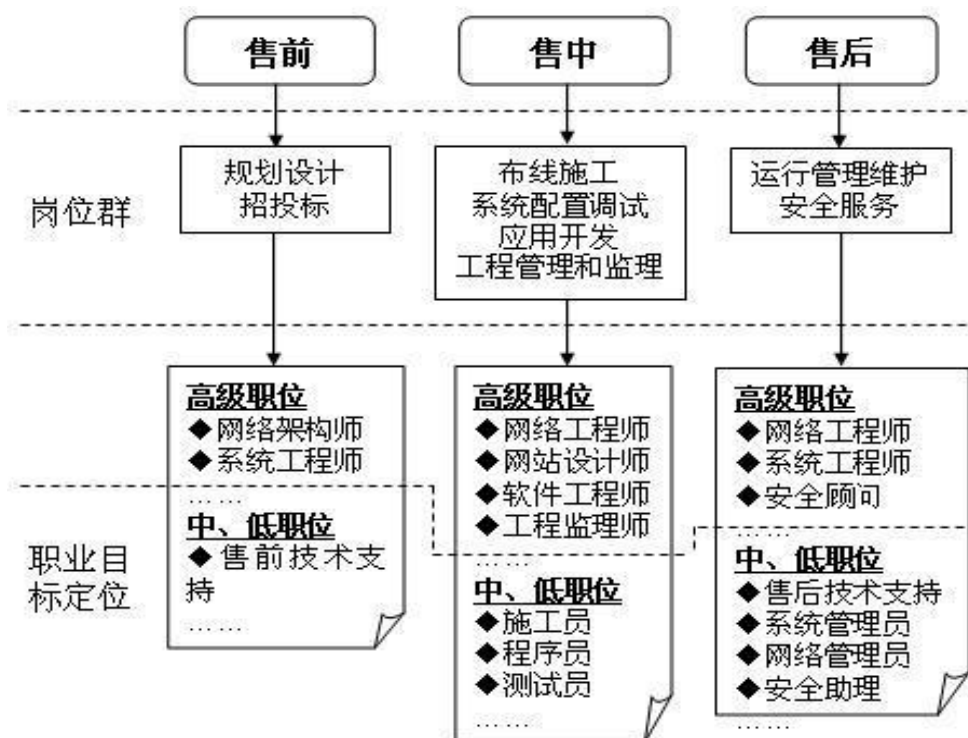 售前
售中
售后
岗位群
规划设计
招投标
布线施工
系统配置调试
应用开发
工程管理和监理
运行管理维护
安全服务
职业目
标定位
高级职位
◆网络架构师
◆系统工程师
……
中、低职位
◆售前技术支
持
……
高级职位
◆网络工程师
◆网站设计师
◆软件工程师
◆工程监理师
……
中、低职位
◆施工员
◆程序员
◆测试员
……
高级职位
◆网络工程师
◆系统工程师
◆安全顾问
……
中、低职位
◆售后技术支持
◆系统管理员
◆网络管理员
◆安全助理
……